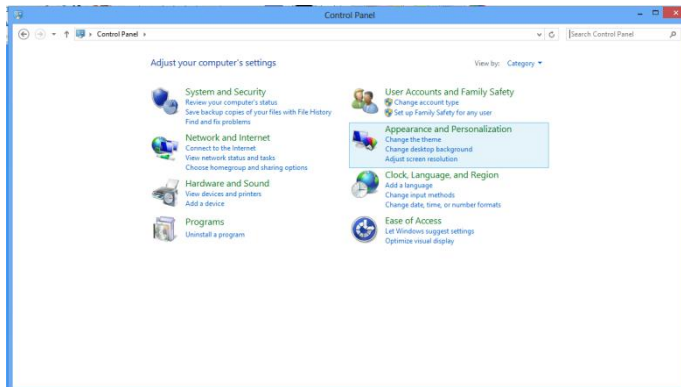 Control Panel
Control Panel
Search Control Panel
Adjust your computer's settings
View by: Category
System and Security
Review your computer's status
Save backup copies of your files with File History
Find and fix problems
Network and Internet
Connect to the Internet
View network status and tasks
Choose homegroup and sharing options
Hardware and Sound
View devices and printers
Add a device
Programs
Uninstall a program
User Accounts and Family Safety
Change account type
Set up Family Safety for any user
Appearance and Personalization
Change the theme
Change desktop background
Adjust screen resolution
Clock, Language, and Region
Add a language
Change input methods
Change date, time, or number formats
Ease of Access
Let Windows suggest settings
Optimize visual display